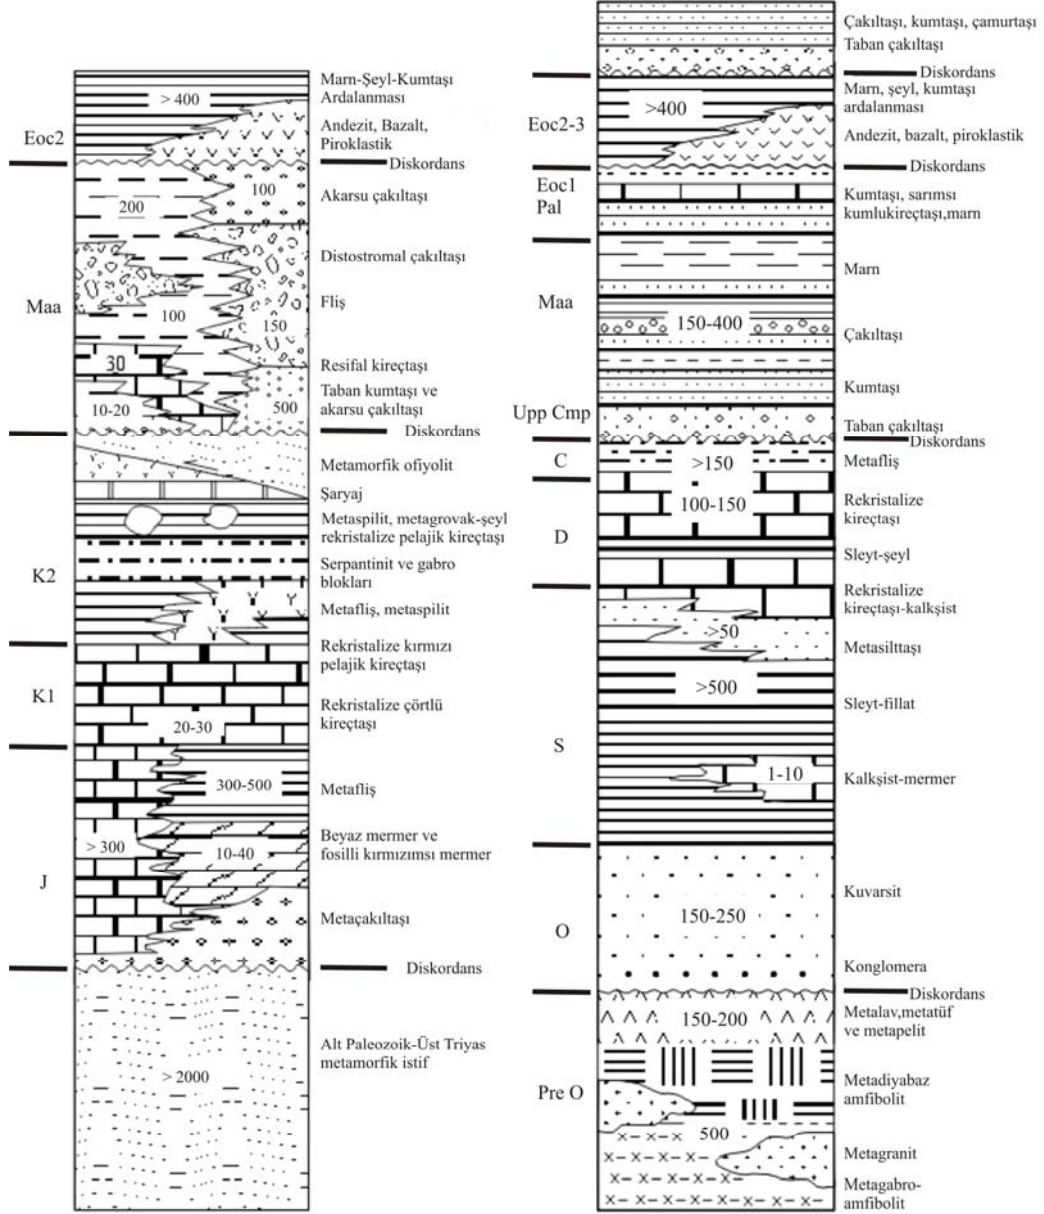 Marn-Şeyl-Kumtaşı
Ardalanması
> 400
Andezit, Bazalt,
Piroklastik
Eoc2
Diskordans
100
Akarsu çakıltaşı
200
Distostromal çakıltaşı
Fliş
Maa
100
150
30
Resifal kireçtaşı
Taban kumtaşı ve
akarsu çakıltaşı
10-20
500
Diskordans
Metamorfik ofiyolit
Şaryaj
Metaspilit, metagrovak-şeyl
rekristalize pelajik kireçtaşı
K2
Serpantinit ve gabro
blokları
Metafliş, metaspilit
Rekristalize kırmızı
pelajik kireçtaşı
K1
Rekristalize çörtlü
kireçtaşı
20-30
300-500
Metafliş
Beyaz mermer ve
fosilli kırmızımsı mermer
> 300
10-40
J
Metaçakıltaşı
Diskordans
Alt Paleozoik-Üst Triyas
metamorfik istif
> 2000
Çakıltaşı, kumtaşı, çamurtaşı
Taban çakıltaşı
Diskordans
Marn, şeyl, kumtaşı
ardalanması
>400
Eoc2-3
Andezit, bazalt, piroklastik
Diskordans
Eoc1
Pal
Kumtaşı, sarımsı
kumlukireçtaşı,marn
Marn
Maa
150-400
Çakıltaşı
Kumtaşı
Upp Cmp
Taban çakıltaşı
Diskordans
C
>150
Metafliş
100-150
Rekristalize
kireçtaşı
D
Sleyt-şeyl
Rekristalize
kireçtaşı-kalkşist
>50
Metasilttaşı
>500
Sleyt-fillat
S
1-10
Kalkşist-mermer
Kuvarsit
150-250
O
Konglomera
Diskordans
Metalav,metatüf
ve metapelit
150-200
Metadiyabaz
amfibolit
Pre O
500
Metagranit
Metagabro-
amfibolit